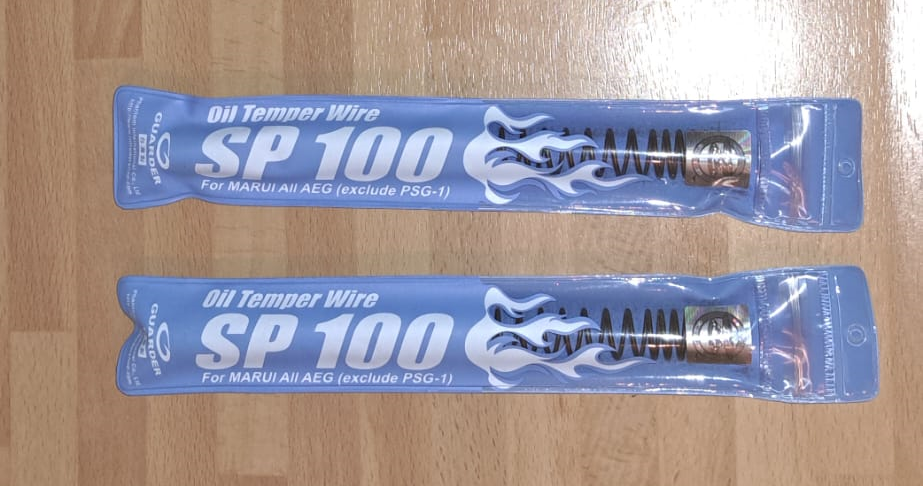 Oil Temper Wire
SP 100
For MARUI All AEG (exclude PSG-1)
GUARDER
Oil Temper Wire
SP 100
For MARUI All AEG (exclude PSG-1)
GUARDER